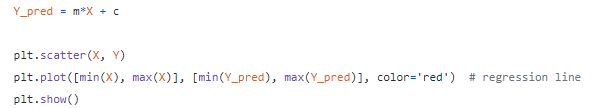 Y_pred = m*X + c
plt.scatter(X, Y)
plt.plot([min(X), max(X)], [min(Y_pred), max(Y_pred)], color='red')  # regression line
plt.show()